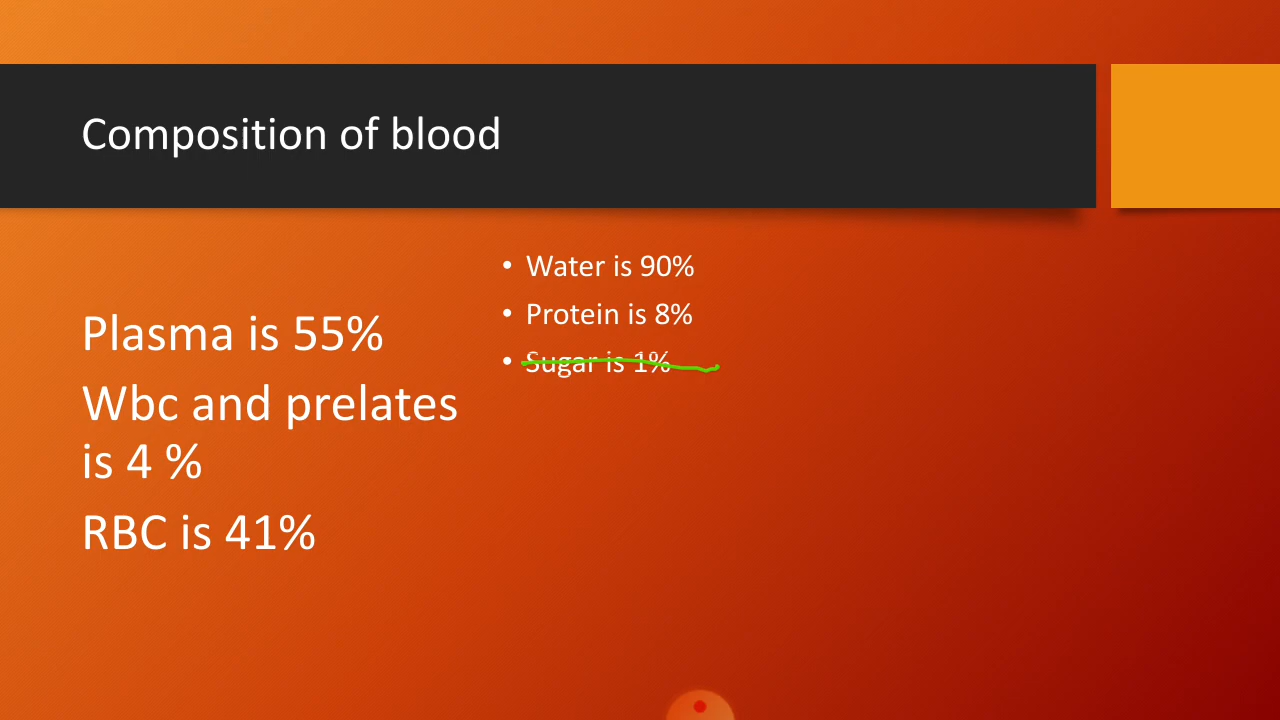 Composition of blood
Plasma is 55%
Wbc and prelates
is 4 %
RBC is 41%
• Water is 90%
• Protein is 8%
• Sugar is 1%